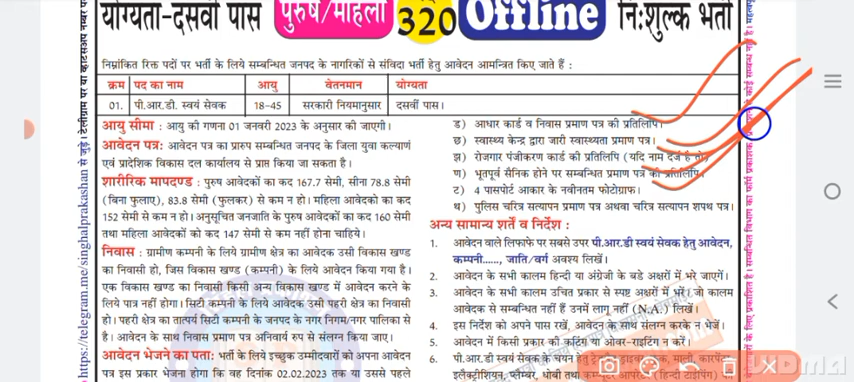 योग्यता-दसवीं पास पुरुष/महिला 320 Offline निःशुल्क भर्ती
निम्नांकित रिक्त पदों पर भर्ती के लिये सम्बन्धित जनपद के नागरिकों से संविदा भर्ती हेतु आवेदन आमन्त्रित किए जाते हैं :
क्रम पद का नाम आयु वेतनमान योग्यता
01. पी.आर.डी. स्वयं सेवक 18-45 सरकारी नियमानुसार दसवीं पास।
आयु सीमा : आयु की गणना 01 जनवरी 2023 के अनुसार की जाएगी।
आवेदन पत्र: आवेदन पत्र का प्रारुप सम्बन्धित जनपद के जिला युवा कल्याण
एवं प्रादेशिक विकास दल कार्यालय से प्राप्त किया जा सकता है।
शारीरिक मापदण्ड : पुरुष आवेदकों का कद 167.7 सेमी, सीना 78.8 सेमी
(बिना फुलाए), 83.8 सेमी (फुलकर) से कम न हो। महिला आवेदको का कद
152 सेमी से कम न हो। अनुसूचित जनजाति के पुरुष आवेदकों का कद 160 सेमी
तथा महिला आवेदकों को कद 147 सेमी से कम नहीं होना चाहिये।
निवास : ग्रामीण कम्पनी के लिये ग्रामीण क्षेत्र का आवेदक उसी विकास खण्ड
का निवासी हो, जिस विकास खण्ड (कम्पनी) के लिये आवेदन किया गया है।
एक विकास खण्ड का निवासी किसी अन्य विकास खण्ड में आवेदन करने के
लिये पात्र नहीं होगा। सिटी कम्पनी के लिये आवेदक उसी पहरी क्षेत्र का निवासी
हो। पहरी क्षेत्र का तात्पर्य सिटी कम्पनी के जनपद के नगर निगम/नगर पालिका से
है। आवेदन के साथ निवास प्रमाण पत्र अनिवार्य रुप से संलग्न किया जाए।
आवेदन भेजने का पता: भर्ती के लिये इच्छुक उम्मीदवारों को अपना आवेदन
पत्र इस प्रकार भेजना होगा कि वह दिनांक 02.02.2023 तक या उससे पहले
ड) आधार कार्ड व निवास प्रमाण पत्र की प्रतिलिपि।
छ) स्वास्थ्य केन्द्र द्वारा जारी स्वास्थ्यता प्रमाण पत्र।
झ) रोजगार पंजीकरण कार्ड की प्रतिलिपि (यदि नाम दर्ज है तो)
ण) भूतपूर्व सैनिक होने पर सम्बन्धित प्रमाण पत्र की प्रतिलिपि।
ट) 4 पासपोर्ट आकार के नवीनतम फोटोग्राफ।
थ) पुलिस चरित्र सत्यापन प्रमाण पत्र अथवा चरित्र सत्यापन शपथ पत्र।
अन्य सामान्य शर्ते व निर्देश :
1. आवेदन वाले लिफाफे पर सबसे उपर पी.आर.डी स्वयं सेवक हेतु आवेदन,
कम्पनी....., जाति/वर्ग अवश्य लिखें।
2. आवेदन के सभी कालम हिन्दी या अंग्रेजी के बडे अक्षरों में भरे जाऐगें।
3. आवेदन के सभी कालम उचित प्रकार से स्पष्ट अक्षरों में भरें। जो कालम
आवेदक से सम्बन्धित नहीं हैं उनमें लागू नहीं (N.A.) लिखें।
4. इस निर्देश को अपने पास रखें, आवेदन के साथ संलग्न करके न भेजें।
5. आवेदन में किसी प्रकार की कटिंग या ओवर-राइटिंग न करें।
6. पी.आर.डी स्वयं सेवक के चयन हेतु
इलैक्ट्रीशियन, प्लम्बर, धोबी तथा कम्प्यूटर आपरेटर (हिन्दी टाइपिंग)
https://telegram.me/singhalprakashan से जुड़े। टेलीग्राम पर या व्हाटसअप नम्बर